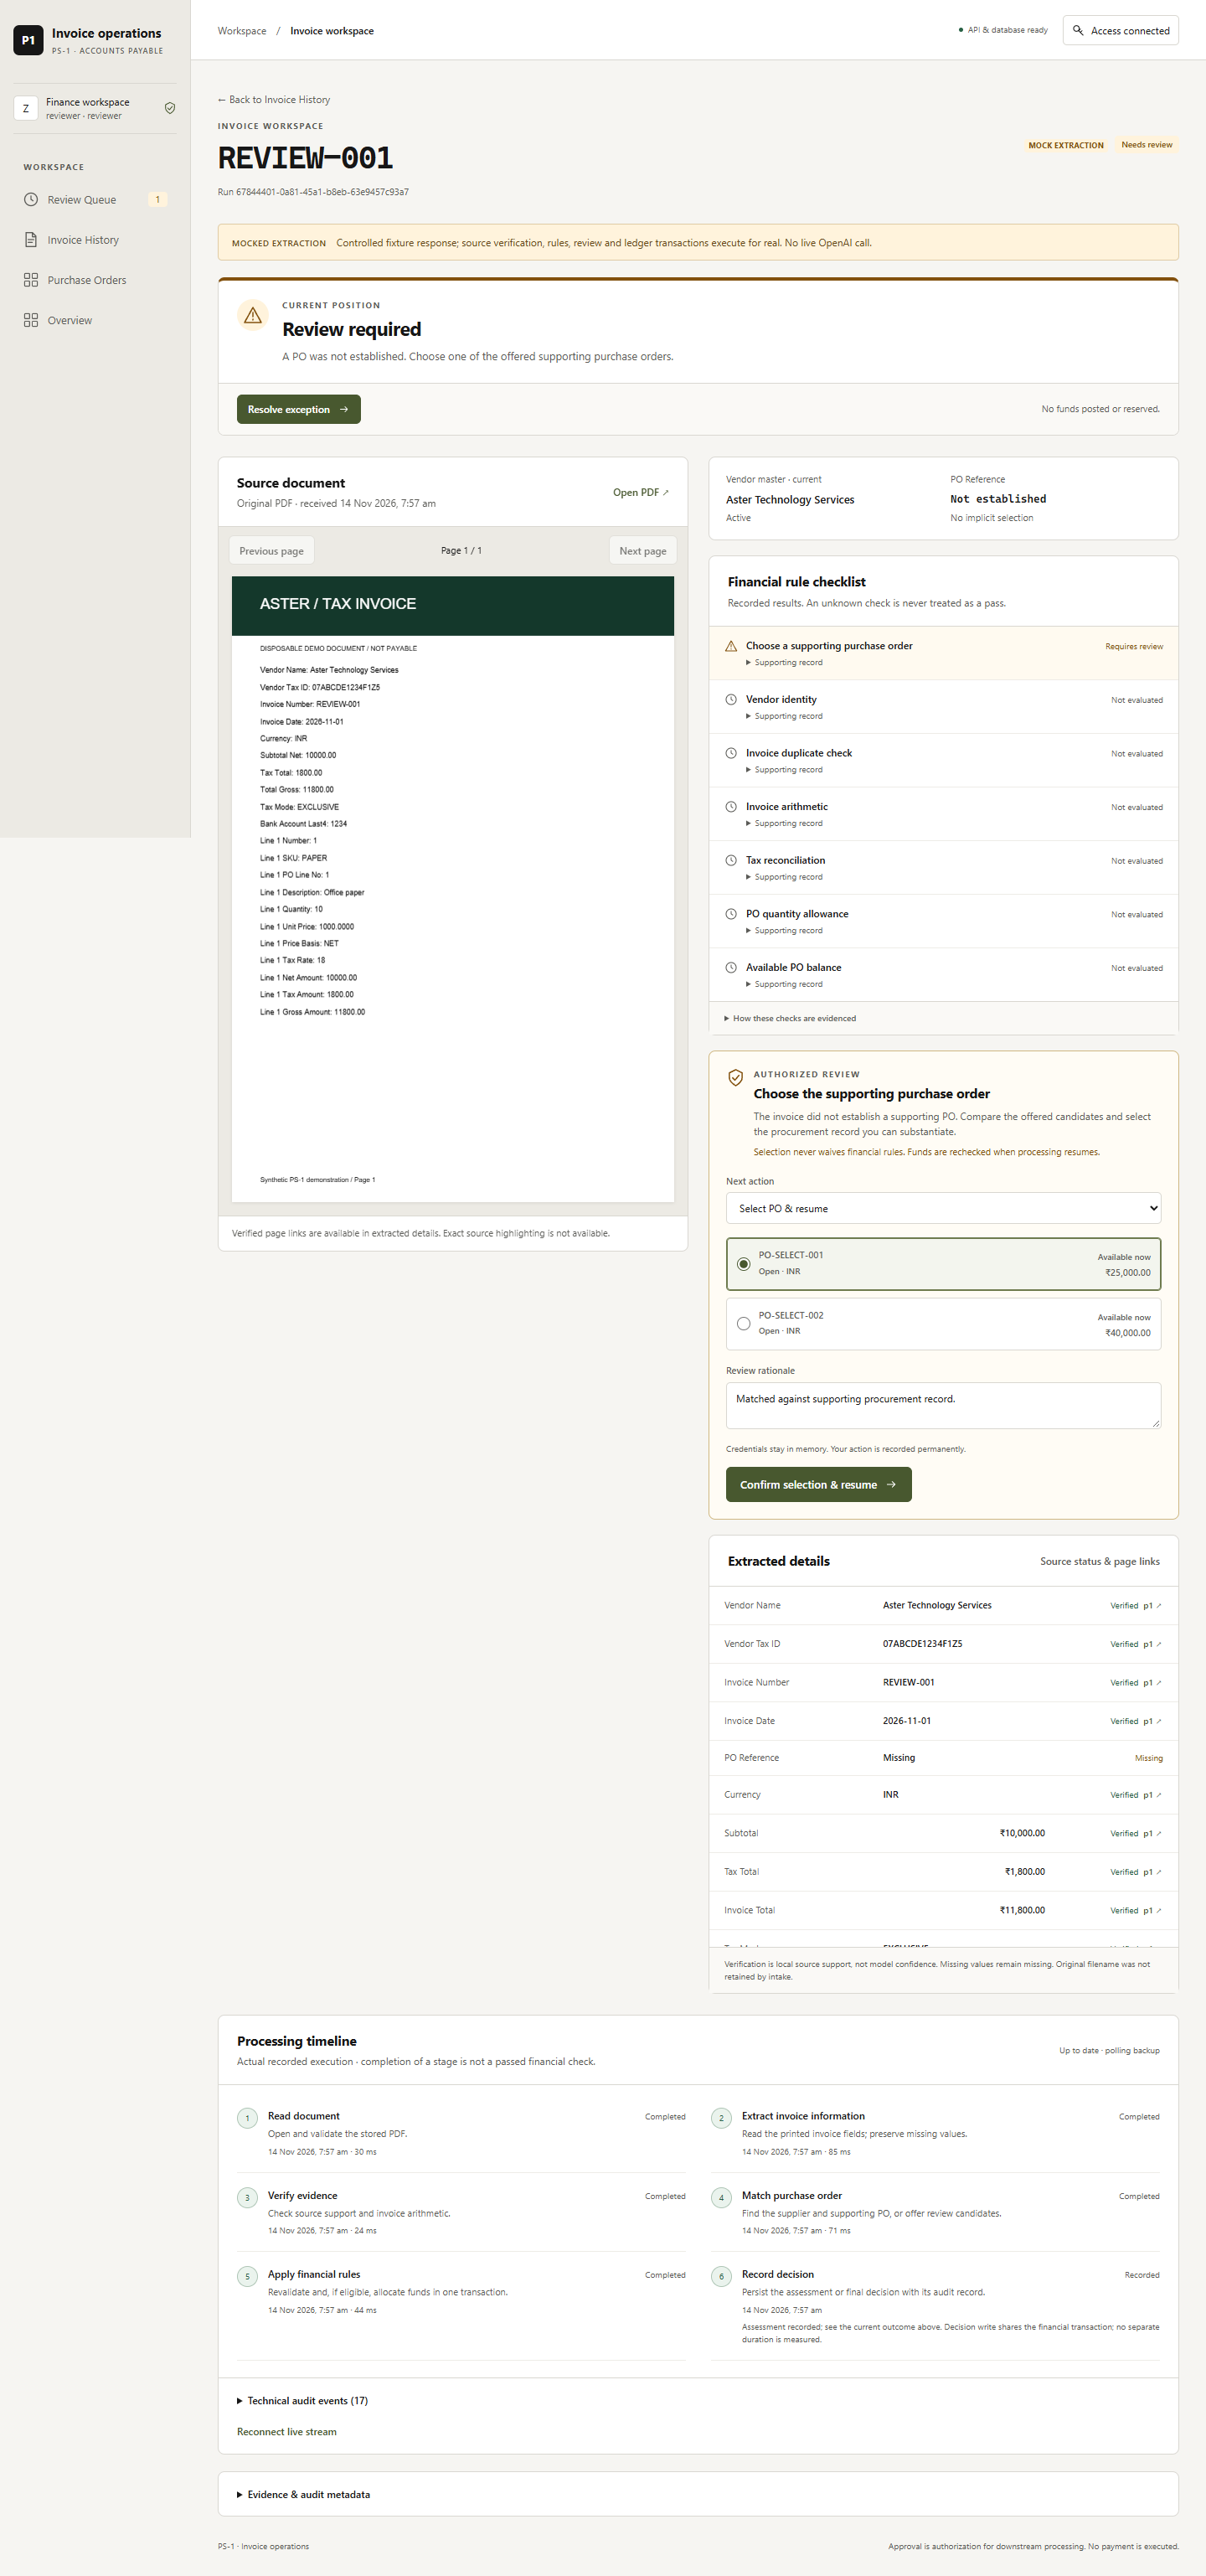 P1
Invoice operations
PS-1 · ACCOUNTS PAYABLE
Z
Finance workspace
reviewer · reviewer
WORKSPACE
Review Queue 1
Invoice History
Purchase Orders
Overview
Workspace / Invoice workspace
API & database ready
Access connected
← Back to Invoice History
INVOICE WORKSPACE
REVIEW-001
Run 67844401-0a81-45a1-b8eb-63e9457c93a7
MOCK EXTRACTION Needs review
MOCKED EXTRACTION Controlled fixture response; source verification, rules, review and ledger transactions execute for real. No live OpenAI call.
CURRENT POSITION
Review required
A PO was not established. Choose one of the offered supporting purchase orders.
Resolve exception →
No funds posted or reserved.
Source document
Original PDF · received 14 Nov 2026, 7:57 am
Open PDF ↗
Previous page
Page 1 / 1
Next page
ASTER / TAX INVOICE
DISPOSABLE DEMO DOCUMENT / NOT PAYABLE
Vendor Name: Aster Technology Services
Vendor Tax ID: 07ABCDE1234F1Z5
Invoice Number: REVIEW-001
Invoice Date: 2026-11-01
Currency: INR
Subtotal Net: 10000.00
Tax Total: 1800.00
Total Gross: 11800.00
Tax Mode: EXCLUSIVE
Bank Account Last4: 1234
Line 1 Number: 1
Line 1 SKU: PAPER
Line 1 PO Line No: 1
Line 1 Description: Office paper
Line 1 Quantity: 10
Line 1 Unit Price: 1000.0000
Line 1 Price Basis: NET
Line 1 Tax Rate: 18
Line 1 Net Amount: 10000.00
Line 1 Tax Amount: 1800.00
Line 1 Gross Amount: 11800.00
Synthetic PS-1 demonstration / Page 1
Verified page links are available in extracted details. Exact source highlighting is not available.
Vendor master · current
Aster Technology Services
Active
PO Reference
Not established
No implicit selection
Financial rule checklist
Recorded results. An unknown check is never treated as a pass.
Choose a supporting purchase order Requires review
▶ Supporting record
Vendor identity Not evaluated
▶ Supporting record
Invoice duplicate check Not evaluated
▶ Supporting record
Invoice arithmetic Not evaluated
▶ Supporting record
Tax reconciliation Not evaluated
▶ Supporting record
PO quantity allowance Not evaluated
▶ Supporting record
Available PO balance Not evaluated
▶ Supporting record
▶ How these checks are evidenced
AUTHORIZED REVIEW
Choose the supporting purchase order
The invoice did not establish a supporting PO. Compare the offered candidates and select
the procurement record you can substantiate.
Selection never waives financial rules. Funds are rechecked when processing resumes.
Next action
Select PO & resume
PO-SELECT-001 Available now
Open · INR ₹25,000.00
PO-SELECT-002 Available now
Open · INR ₹40,000.00
Review rationale
Matched against supporting procurement record.
Credentials stay in memory. Your action is recorded permanently.
Confirm selection & resume →
Extracted details Source status & page links
Vendor Name Aster Technology Services Verified p1 ↗
Vendor Tax ID 07ABCDE1234F1Z5 Verified p1 ↗
Invoice Number REVIEW-001 Verified p1 ↗
Invoice Date 2026-11-01 Verified p1 ↗
PO Reference Missing Missing
Currency INR Verified p1 ↗
Subtotal ₹10,000.00 Verified p1 ↗
Tax Total ₹1,800.00 Verified p1 ↗
Invoice Total ₹11,800.00 Verified p1 ↗
Verification is local source support, not model confidence. Missing values remain missing. Original filename was not
retained by intake.
Processing timeline
Actual recorded execution · completion of a stage is not a passed financial check.
Up to date · polling backup
1 Read document Completed
Open and validate the stored PDF.
14 Nov 2026, 7:57 am · 30 ms
2 Extract invoice information Completed
Read the printed invoice fields; preserve missing values.
14 Nov 2026, 7:57 am · 85 ms
3 Verify evidence Completed
Check source support and invoice arithmetic.
14 Nov 2026, 7:57 am · 24 ms
4 Match purchase order Completed
Find the supplier and supporting PO, or offer review candidates.
14 Nov 2026, 7:57 am · 71 ms
5 Apply financial rules Completed
Revalidate and, if eligible, allocate funds in one transaction.
14 Nov 2026, 7:57 am · 44 ms
6 Record decision Recorded
Persist the assessment or final decision with its audit record.
14 Nov 2026, 7:57 am
Assessment recorded; see the current outcome above. Decision write shares the financial transaction; no separate
duration is measured.
▶ Technical audit events (17)
Reconnect live stream
▶ Evidence & audit metadata
PS-1 · Invoice operations
Approval is authorization for downstream processing. No payment is executed.